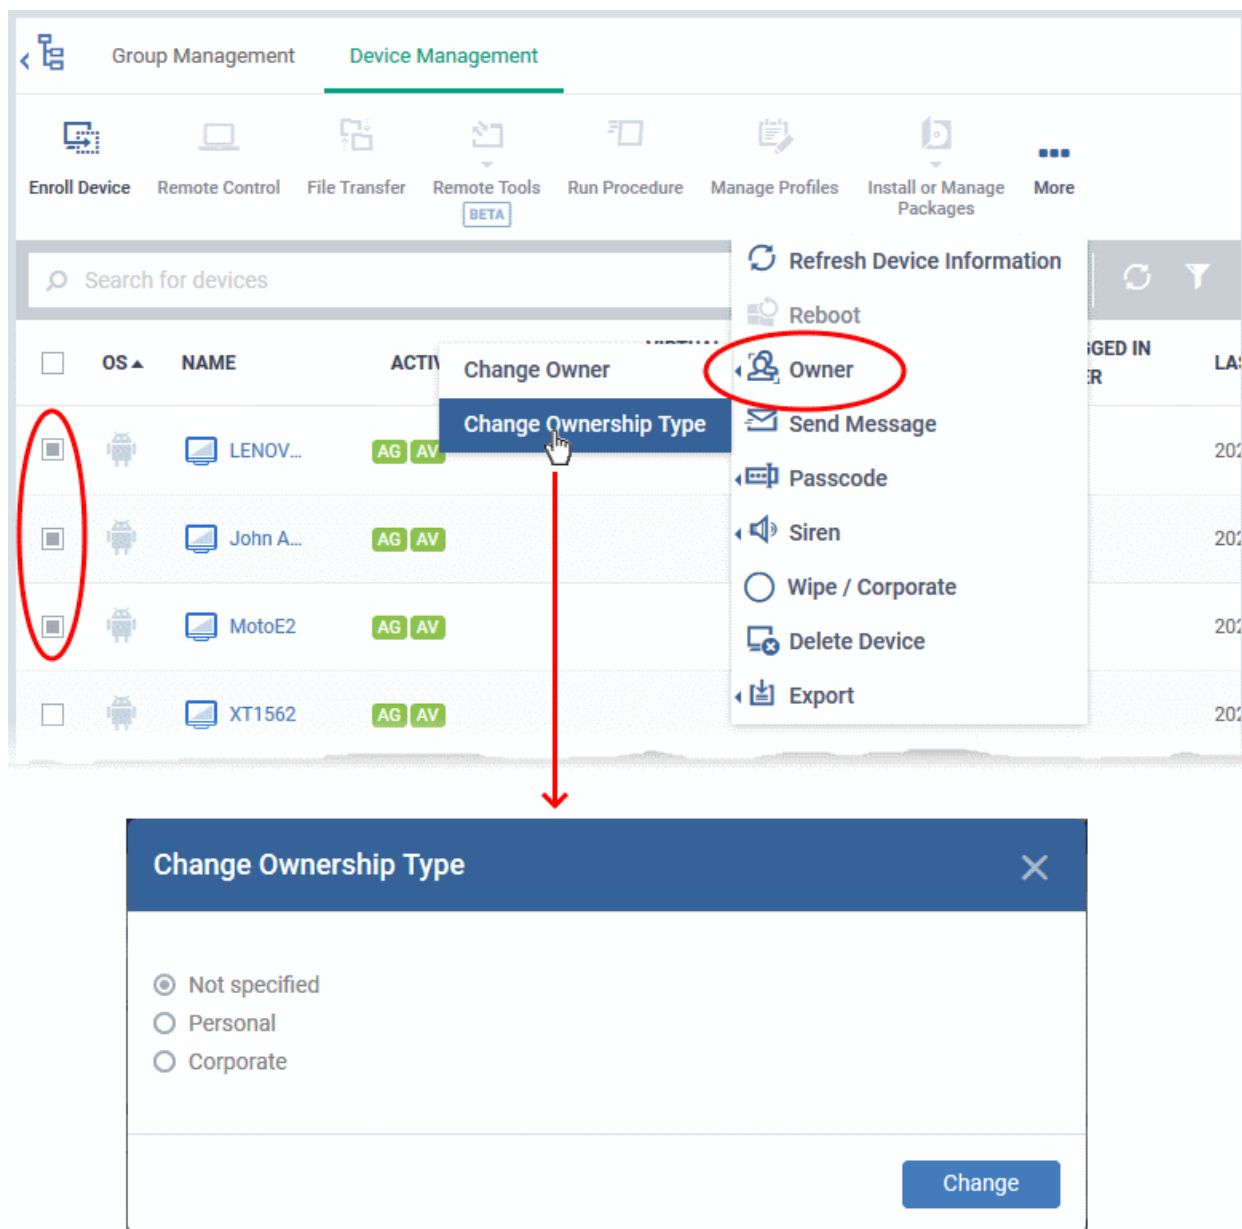 Group Management
Device Management
Enroll Device
Remote Control
File Transfer
Remote Tools
BETA
Run Procedure
Manage Profiles
Install or Manage
Packages
More
Search for devices
Refresh Device Information
Reboot
Owner
Send Message
Passcode
Siren
Wipe / Corporate
Delete Device
Export
Change Owner
Change Ownership Type
OS
NAME
LENOV...
AG AV
John A...
AG AV
MotoE2
AG AV
XT1562
AG AV
Change Ownership Type
Not specified
Personal
Corporate
Change